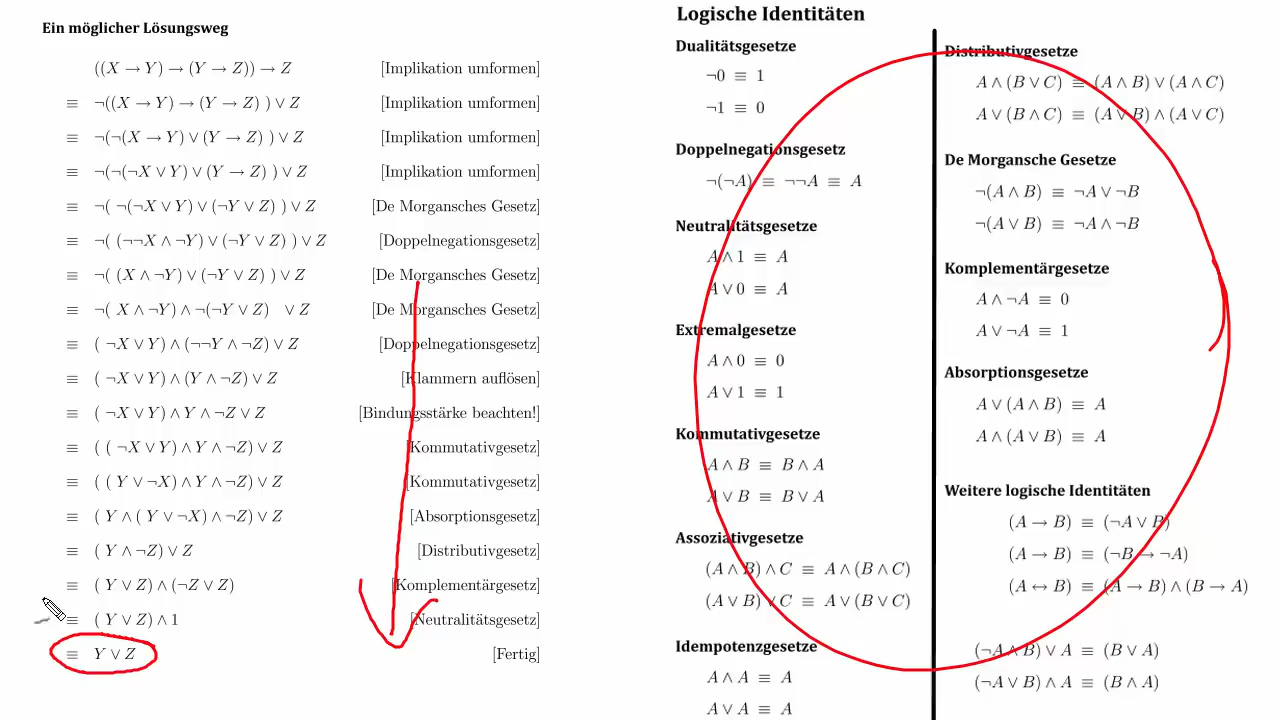 Ein möglicher Lösungsweg
((X → Y) → (Y → Z)) → Z [Implikation umformen]
≡ ¬((X → Y) → (Y → Z) ) ∨ Z [Implikation umformen]
≡ ¬(¬(X → Y) ∨ (Y → Z) ) ∨ Z [Implikation umformen]
≡ ¬(¬(¬X ∨ Y) ∨ (Y → Z) ) ∨ Z [Implikation umformen]
≡ ¬( ¬(¬X ∨ Y) ∨ (¬Y ∨ Z) ) ∨ Z [De Morgansches Gesetz]
≡ ¬( (¬¬X ∧ ¬Y) ∨ (¬Y ∨ Z) ) ∨ Z [Doppelnegationsgesetz]
≡ ¬( (X ∧ ¬Y) ∨ (¬Y ∨ Z) ) ∨ Z [De Morgansches Gesetz]
≡ ¬( X ∧ ¬Y) ∧ ¬(¬Y ∨ Z) ∨ Z [De Morgansches Gesetz]
≡ ( ¬X ∨ Y) ∧ (¬¬Y ∧ ¬Z) ∨ Z [Doppelnegationsgesetz]
≡ ( ¬X ∨ Y) ∧ (Y ∧ ¬Z) ∨ Z [Klammern auflösen]
≡ ( ¬X ∨ Y) ∧ Y ∧ ¬Z ∨ Z [Bindungsstärke beachten!]
≡ ( ( ¬X ∨ Y) ∧ Y ∧ ¬Z) ∨ Z [Kommutativgesetz]
≡ ( ( Y ∨ ¬X) ∧ Y ∧ ¬Z) ∨ Z [Kommutativgesetz]
≡ ( Y ∧ ( Y ∨ ¬X) ∧ ¬Z) ∨ Z [Absorptionsgesetz]
≡ ( Y ∧ ¬Z) ∨ Z [Distributivgesetz]
≡ ( Y ∨ Z) ∧ (¬Z ∨ Z) [Komplementärgesetz]
≡ ( Y ∨ Z) ∧ 1 [Neutralitätsgesetz]
≡ Y ∨ Z [Fertig]
Logische Identitäten
Dualitätsgesetze
¬0 ≡ 1
¬1 ≡ 0
Doppelnegationsgesetz
¬(¬A) ≡ ¬¬A ≡ A
Neutralitätsgesetze
A ∧ 1 ≡ A
A ∨ 0 ≡ A
Extremalgesetze
A ∧ 0 ≡ 0
A ∨ 1 ≡ 1
Kommutativgesetze
A ∧ B ≡ B ∧ A
A ∨ B ≡ B ∨ A
Assoziativgesetze
(A ∧ B) ∧ C ≡ A ∧ (B ∧ C)
(A ∨ B) ∨ C ≡ A ∨ (B ∨ C)
Idempotenzgesetze
A ∧ A ≡ A
A ∨ A ≡ A
Distributivgesetze
A ∧ (B ∨ C) ≡ (A ∧ B) ∨ (A ∧ C)
A ∨ (B ∧ C) ≡ (A ∨ B) ∧ (A ∨ C)
De Morgansche Gesetze
¬(A ∧ B) ≡ ¬A ∨ ¬B
¬(A ∨ B) ≡ ¬A ∧ ¬B
Komplementärgesetze
A ∧ ¬A ≡ 0
A ∨ ¬A ≡ 1
Absorptionsgesetze
A ∨ (A ∧ B) ≡ A
A ∧ (A ∨ B) ≡ A
Weitere logische Identitäten
(A → B) ≡ (¬A ∨ B)
(A → B) ≡ (¬B → ¬A)
(A ↔ B) ≡ (A → B) ∧ (B → A)
(¬A ∧ B) ∨ A ≡ (B ∨ A)
(¬A ∨ B) ∧ A ≡ (B ∧ A)